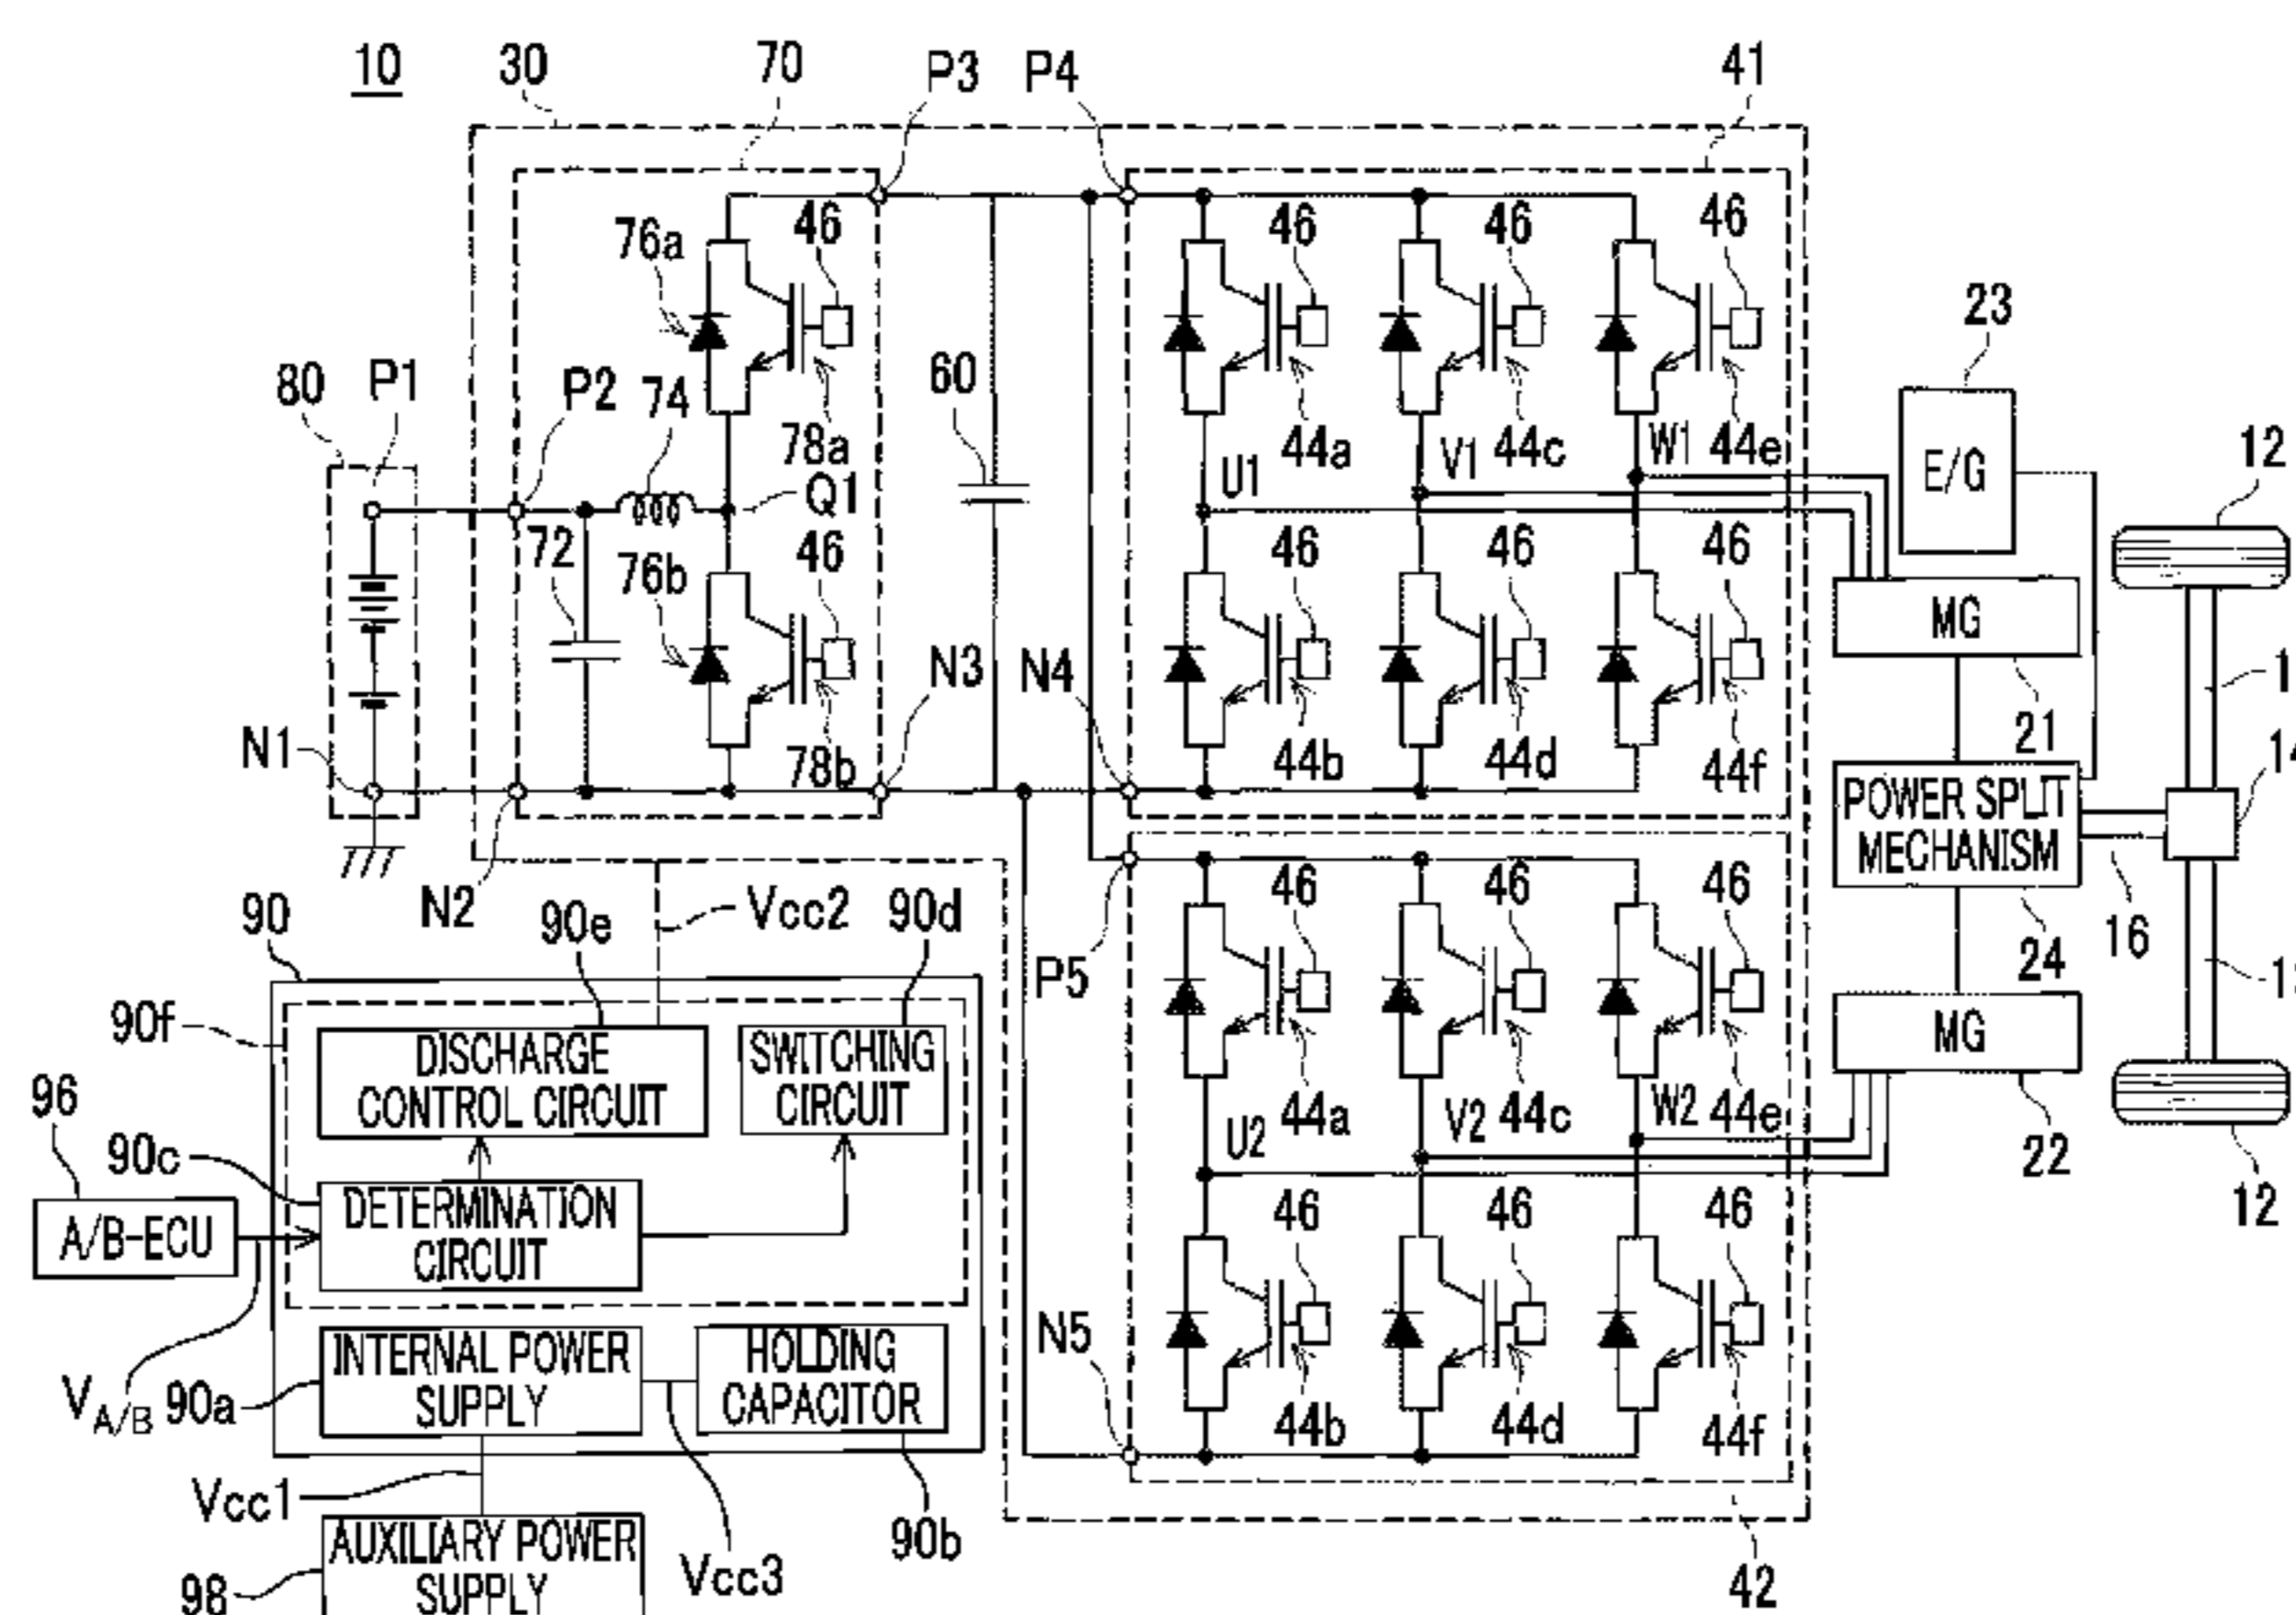 10
30
70
P3
P4
41
76a
46
46
46
46
23
80
P1
P2
74
60
78a
44a
V1
44c
W1
44e
E/G
12
U1
Q1
72
76b
46
46
46
46
MG
N3
N4
N1
78b
44b
44d
44f
21
POWER SPLIT
MECHANISM
N2
90
90e
Vcc2
90d
P5
46
46
46
24
16
90f
DISCHARGE
CONTROL CIRCUIT
SWITCHING
CIRCUIT
MG
96
90c
U2
44a
V2
44c
W2
44e
22
12
A/B-ECU
DETERMINATION
CIRCUIT
46
46
46
INTERNAL POWER
SUPPLY
HOLDING
CAPACITOR
N5
VA/B
90a
44b
44d
44f
Vcc1
90b
AUXILIARY POWER
SUPPLY
98
Vcc3
42